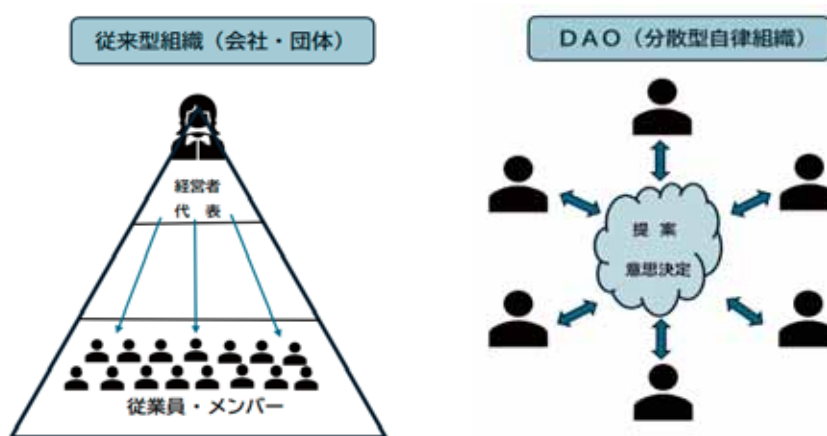 従来型組織（会社・団体）
経営者
代　表
従業員・メンバー
ＤＡＯ（分散型自律組織）
提　案
意思決定